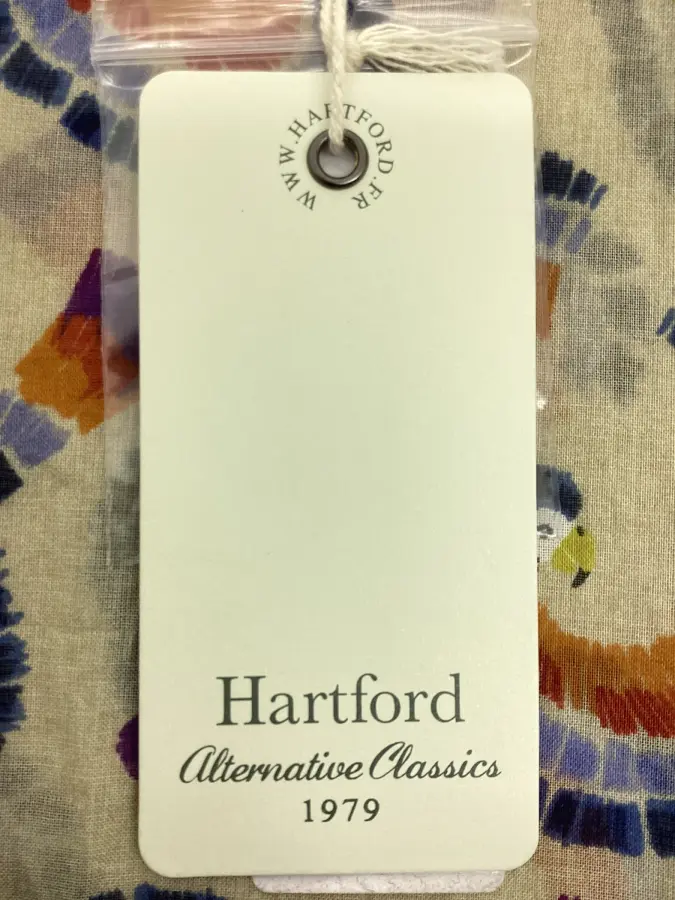 WWW.HARTFORD.FR
Hartford
Alternative Classics
1979